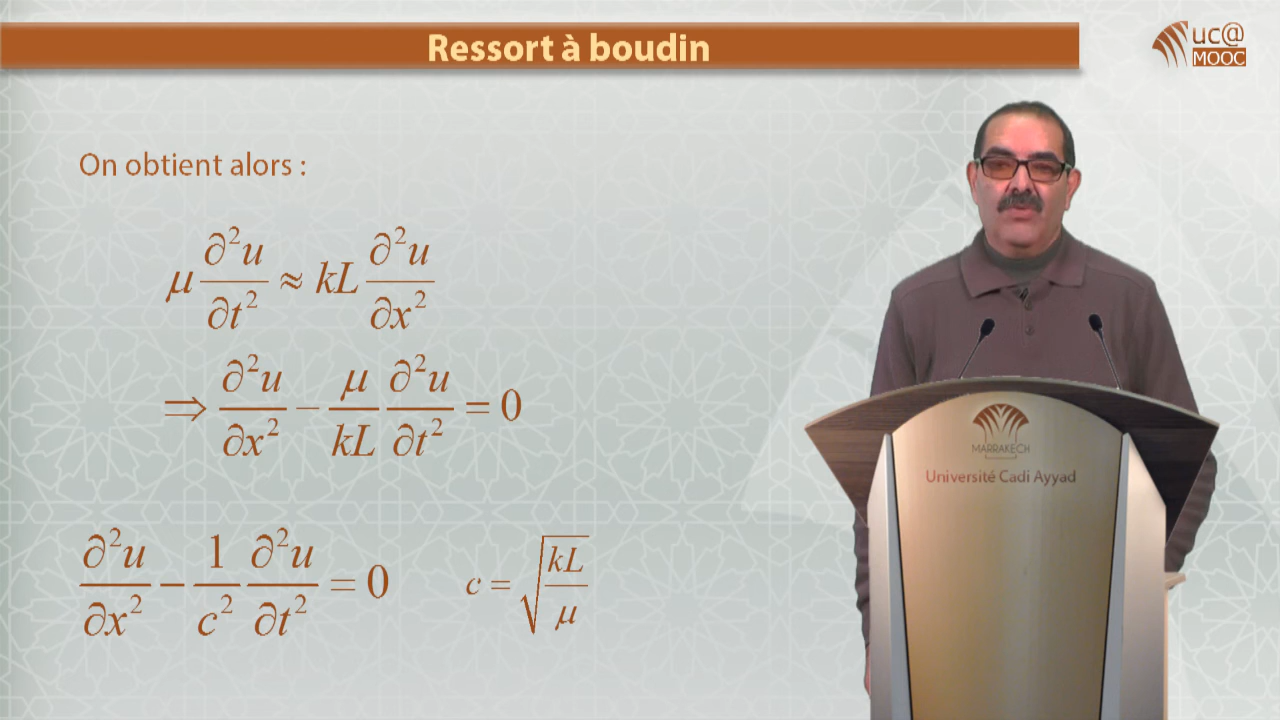 Ressort à boudin
uc@
MOOC
On obtient alors :
μ ∂²u/∂t² ≈ kL ∂²u/∂x²
⇒ ∂²u/∂x² − μ/kL ∂²u/∂t² = 0
∂²u/∂x² − 1/c² ∂²u/∂t² = 0 c = √(kL/μ)
MARRAKECH
Université Cadi Ayyad